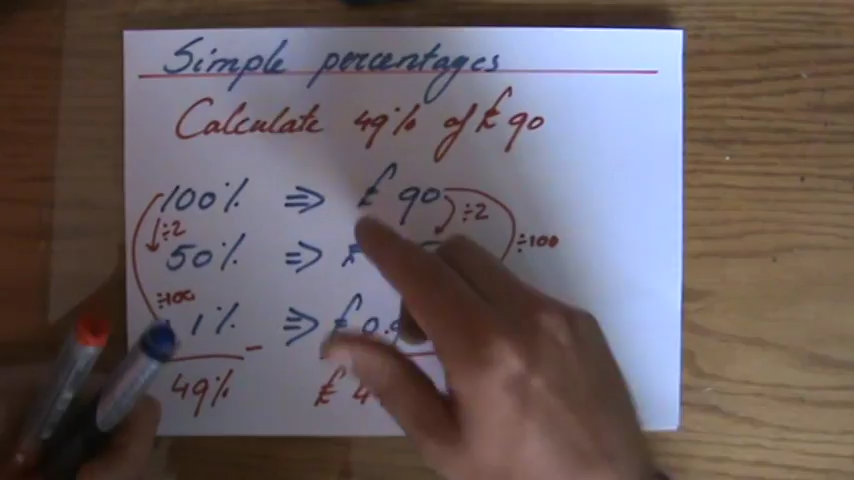 Simple percentages
Calculate 49% of £90
100% => £ 90
÷2 ÷2
50% => £
÷100 ÷100
1% => £ 0.9
49% £ 4